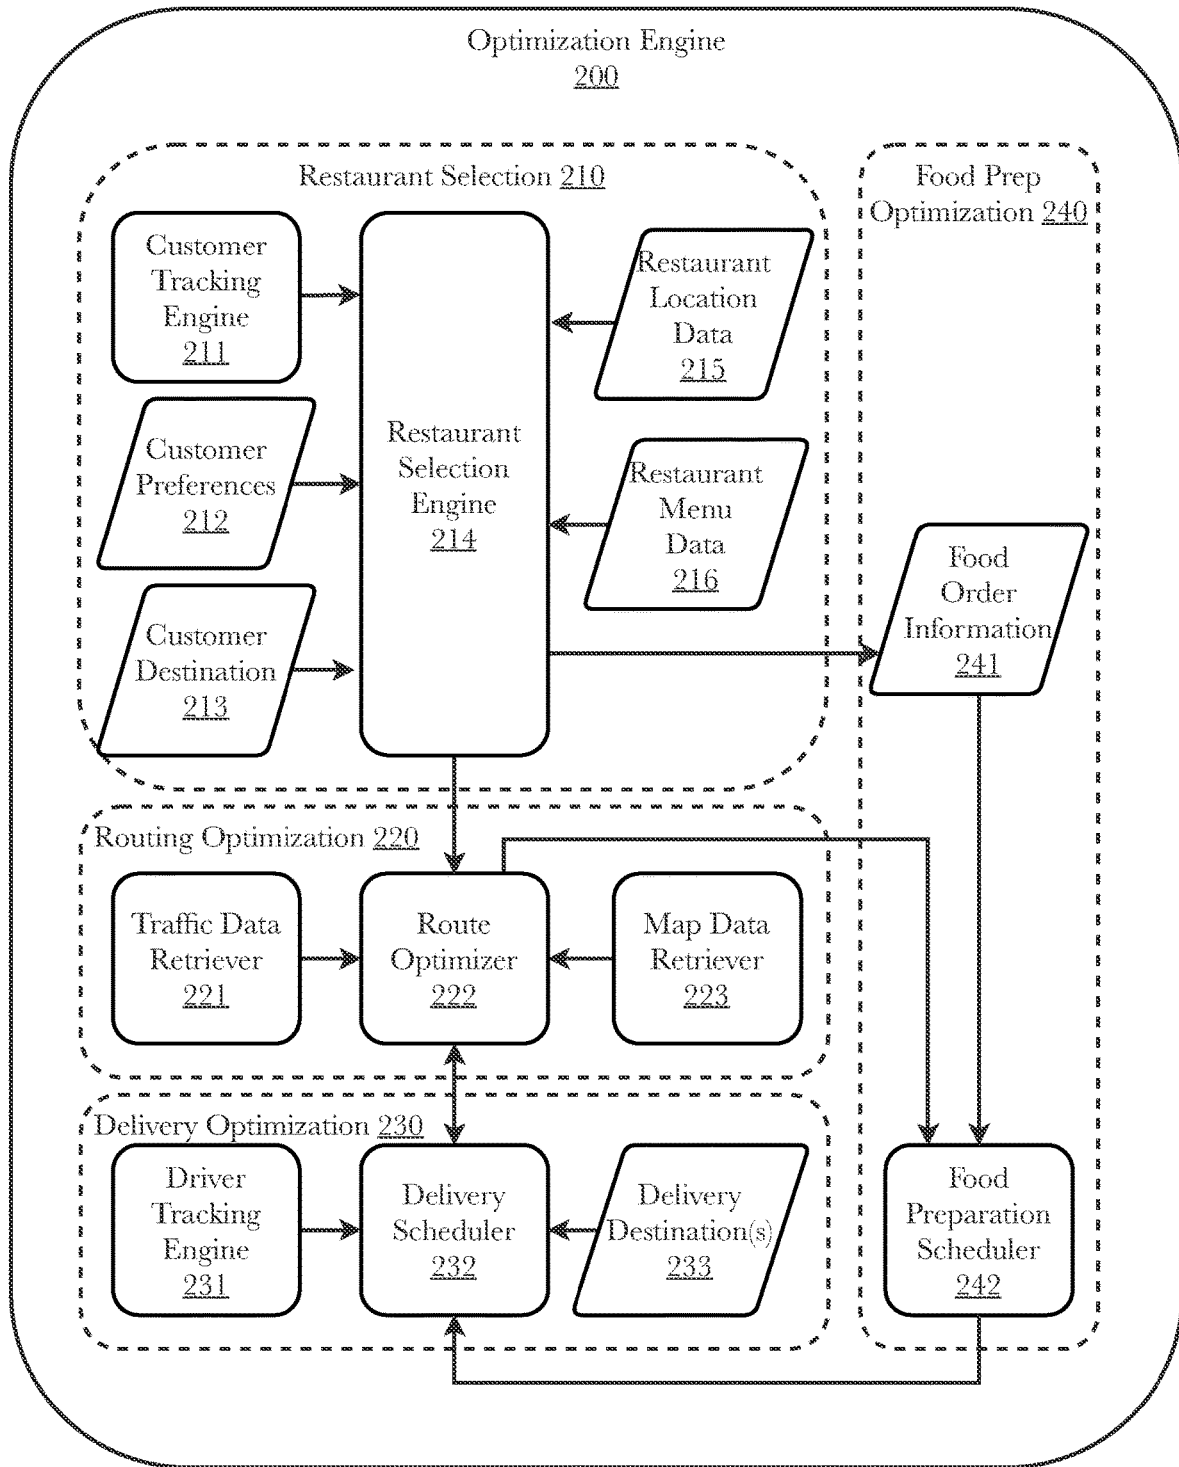 Optimization Engine
200
Restaurant Selection 210
Food Prep
Optimization 240
Customer
Tracking
Engine
211
Restaurant
Location
Data
215
Customer
Preferences
212
Restaurant
Selection
Engine
214
Restaurant
Menu
Data
216
Customer
Destination
213
Food
Order
Information
241
Routing Optimization 220
Traffic Data
Retriever
221
Route
Optimizer
222
Map Data
Retriever
223
Delivery Optimization 230
Driver
Tracking
Engine
231
Delivery
Scheduler
232
Delivery
Destination(s)
233
Food
Preparation
Scheduler
242